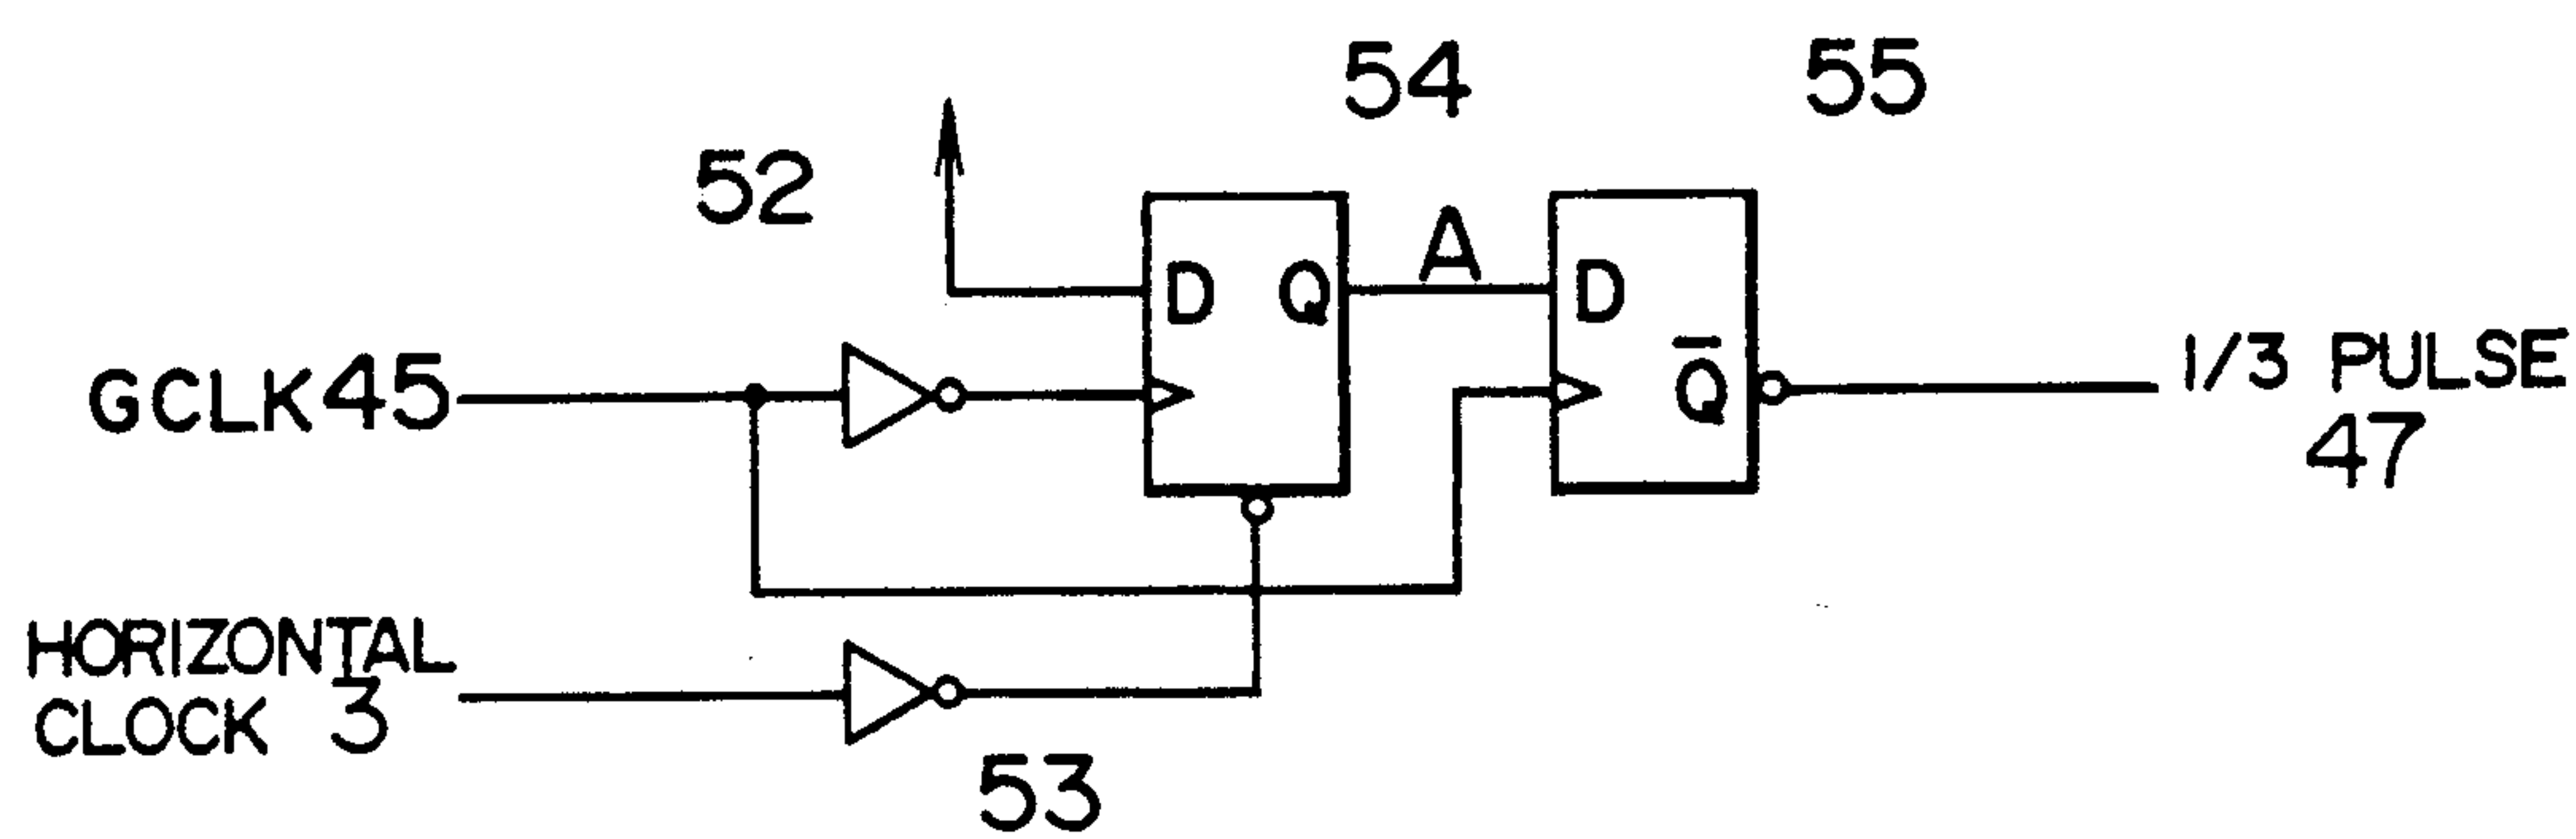 54
55
52
D Q
A
D
Q̅
GCLK45
1/3 PULSE
47
HORIZONTAL
CLOCK 3
53